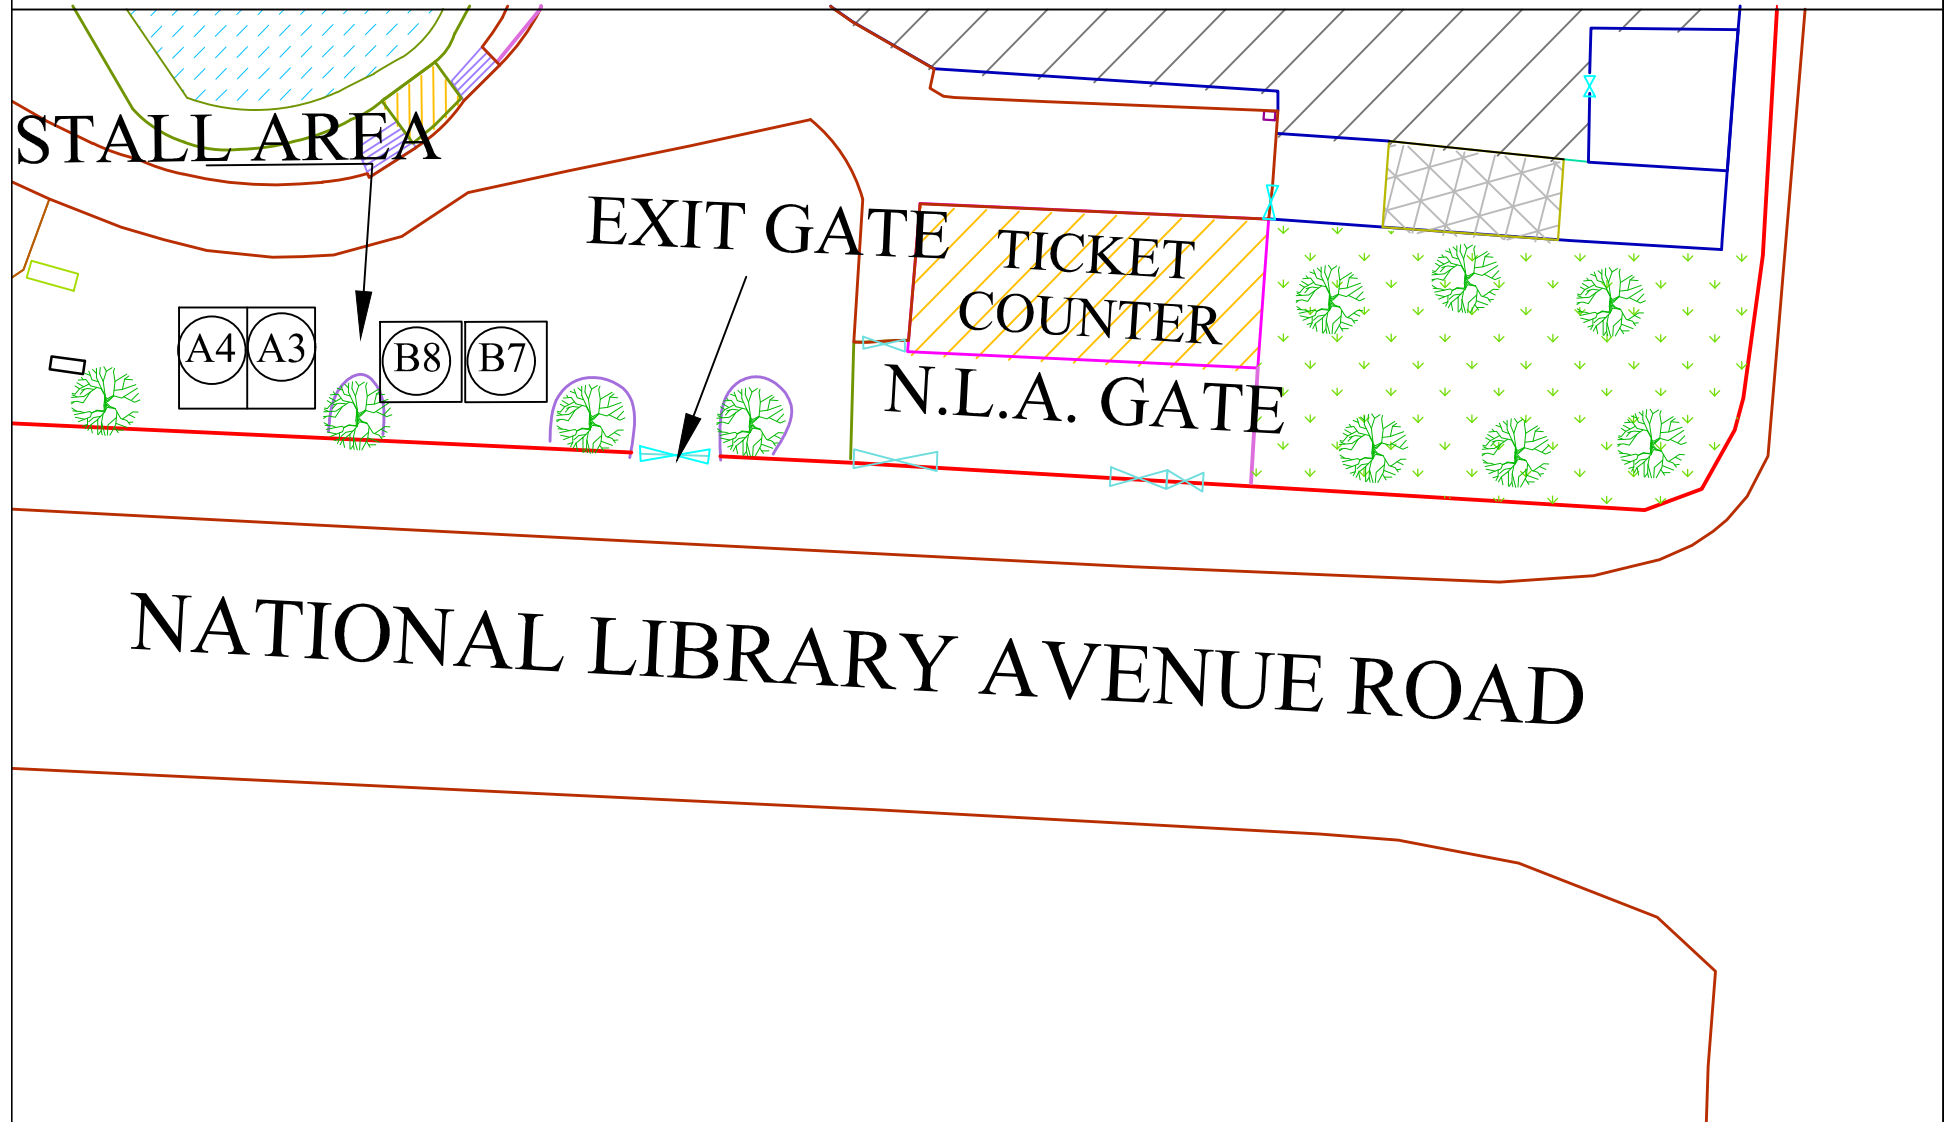 STALL AREA
EXIT GATE
TICKET
COUNTER
A4 A3 B8 B7
N.L.A. GATE
NATIONAL LIBRARY AVENUE ROAD